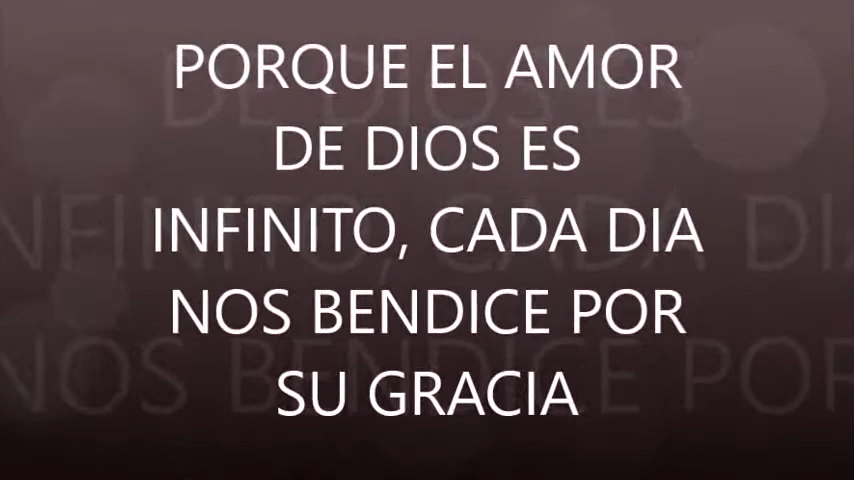 PORQUE EL AMOR
DE DIOS ES
INFINITO, CADA DIA
NOS BENDICE POR
SU GRACIA